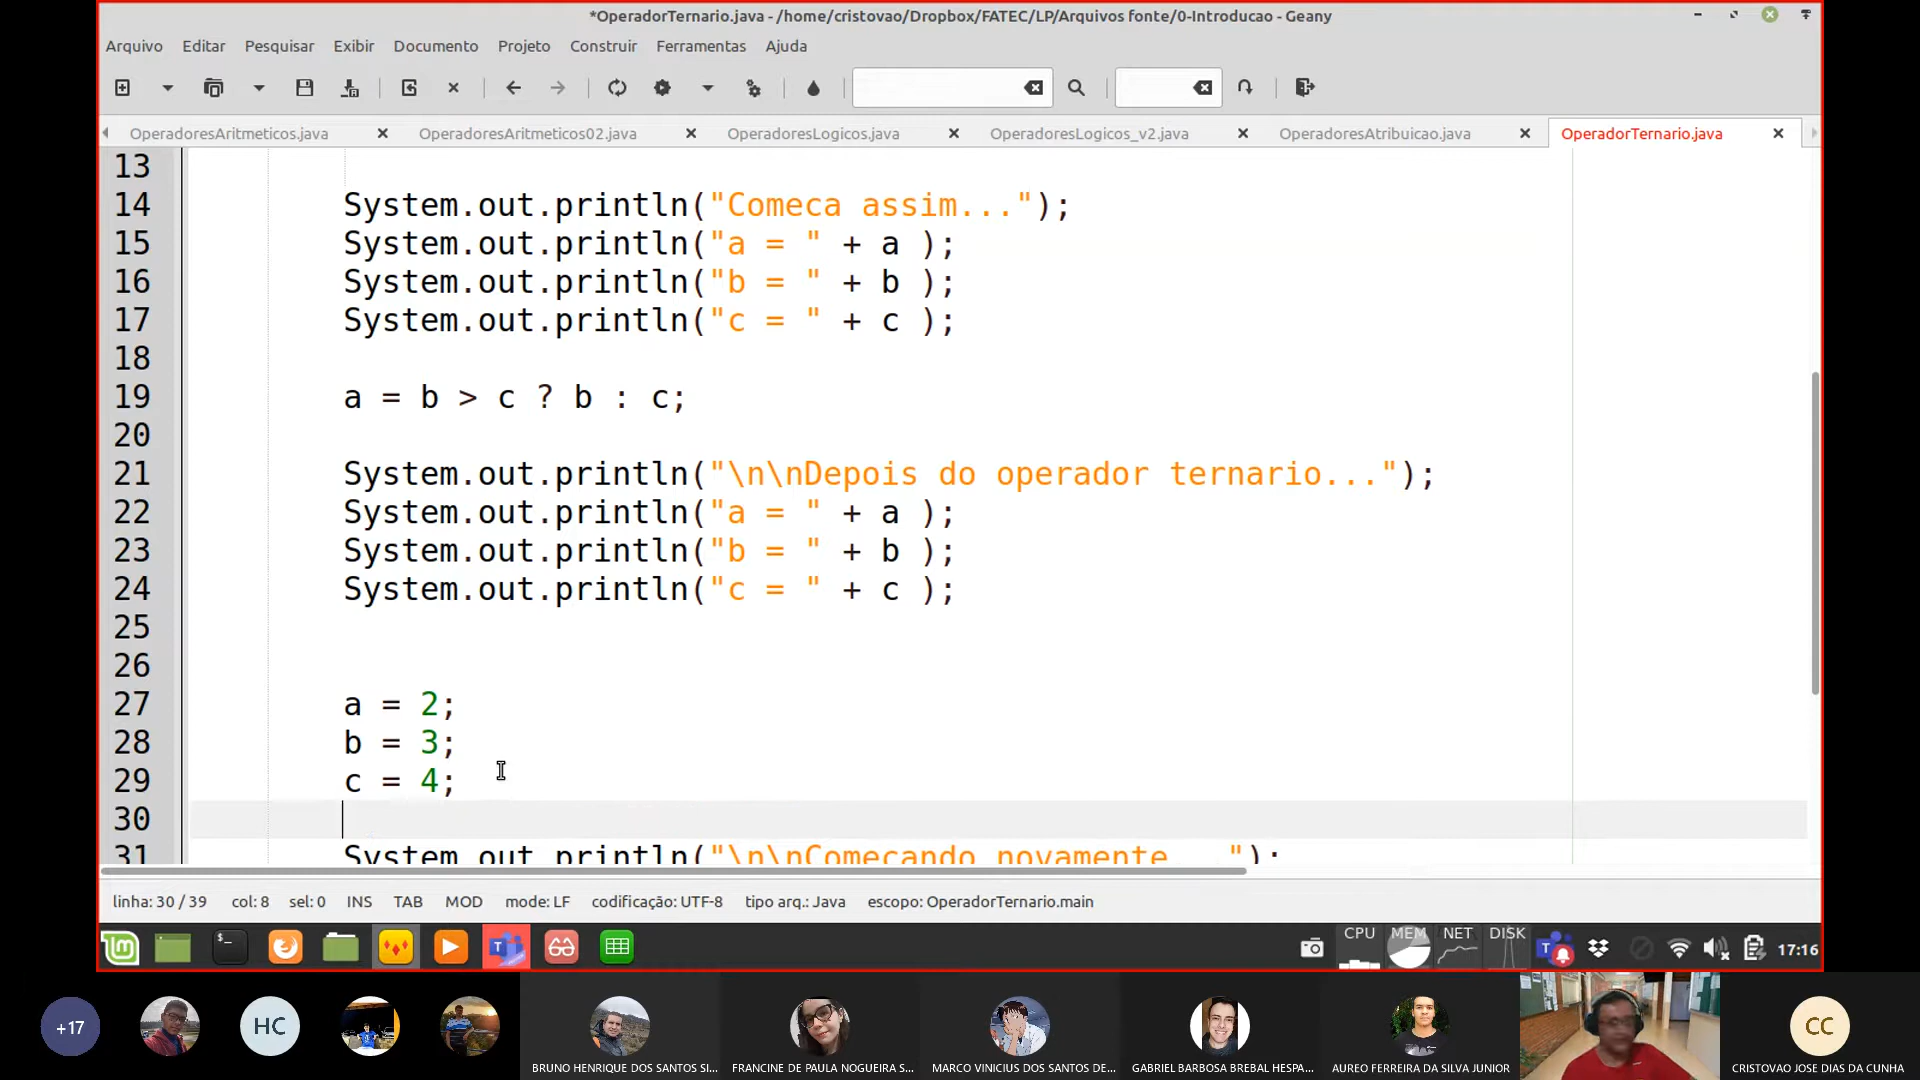 *OperadorTernario.java - /home/cristovao/Dropbox/FATEC/LP/Arquivos fonte/0-Introducao - Geany
Arquivo Editar Pesquisar Exibir Documento Projeto Construir Ferramentas Ajuda
OperadoresAritmeticos.java OperadoresAritmeticos02.java OperadoresLogicos.java OperadoresLogicos_v2.java OperadoresAtribuicao.java OperadorTernario.java
13
14 System.out.println("Comeca assim...");
15 System.out.println("a = " + a );
16 System.out.println("b = " + b );
17 System.out.println("c = " + c );
18
19 a = b > c ? b : c;
20
21 System.out.println("\n\nDepois do operador ternario...");
22 System.out.println("a = " + a );
23 System.out.println("b = " + b );
24 System.out.println("c = " + c );
25
26
27 a = 2;
28 b = 3;
29 c = 4;
30
31 System.out.println("\n\nComecando novamente...");
linha: 30 / 39 col: 8 sel: 0 INS TAB MOD mode: LF codificação: UTF-8 tipo arq.: Java escopo: OperadorTernario.main
CPU MEM NET DISK 17:16
+17 HC CC
BRUNO HENRIQUE DOS SANTOS SI... FRANCINE DE PAULA NOGUEIRA S... MARCO VINICIUS DOS SANTOS DE... GABRIEL BARBOSA BREBAL HESPA... AUREO FERREIRA DA SILVA JUNIOR CRISTOVAO JOSE DIAS DA CUNHA